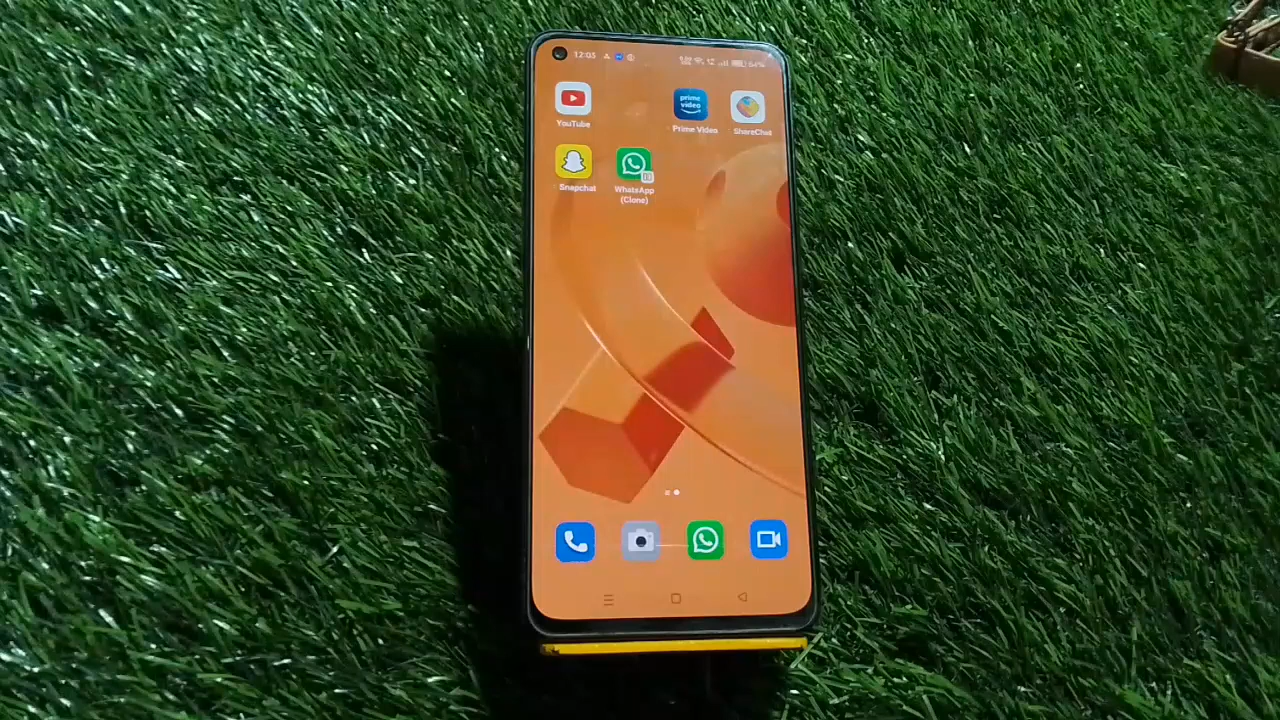 12:03
YouTube
prime
video
Prime Video
ShareChat
Snapchat
WhatsApp
(Clone)